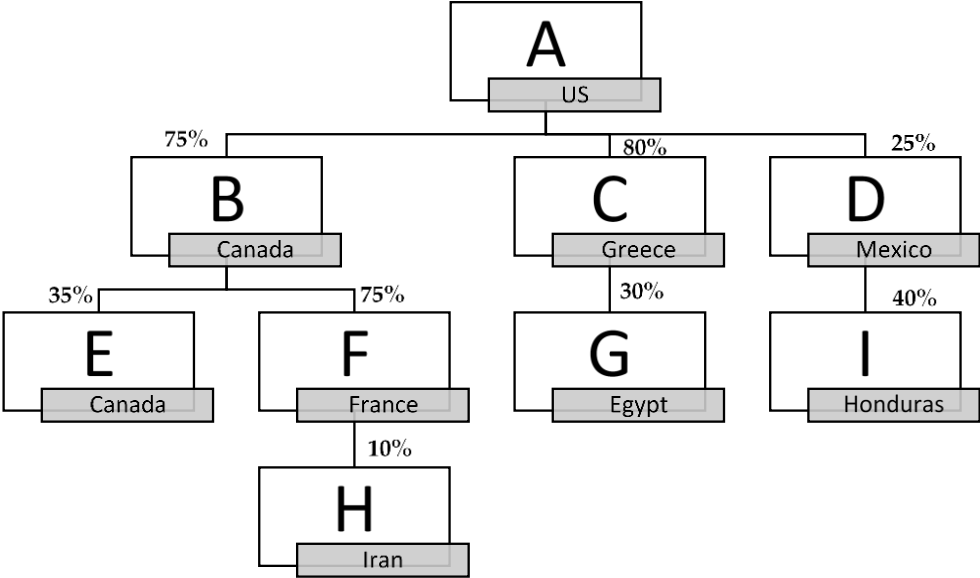 A
US
75%
80%
25%
B
Canada
C
Greece
D
Mexico
35%
75%
30%
40%
E
Canada
F
France
G
Egypt
I
Honduras
10%
H
Iran